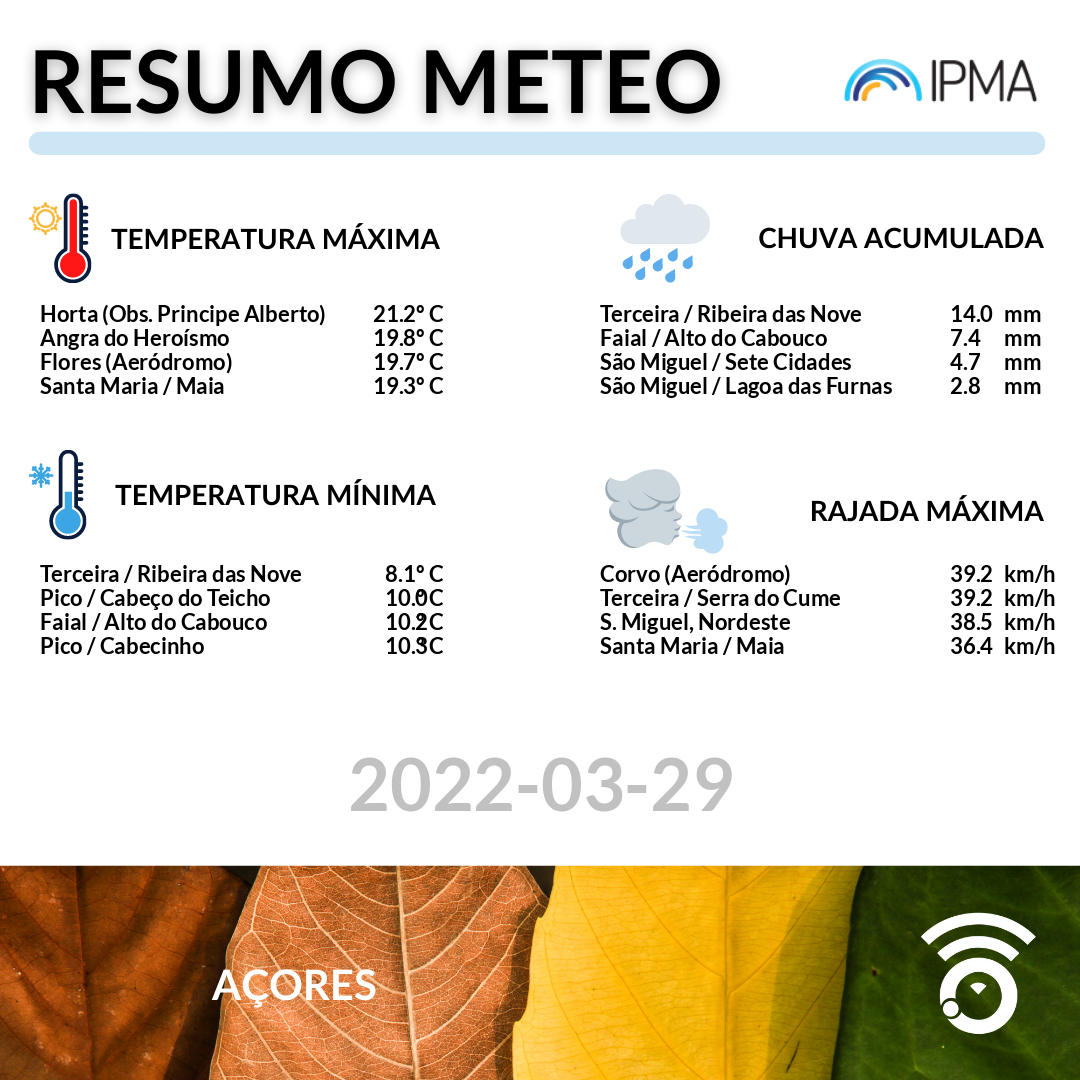 RESUMO METEO
IPMA
TEMPERATURA MÁXIMA
Horta (Obs. Principe Alberto) 21.2º C
Angra do Heroísmo 19.8º C
Flores (Aeródromo) 19.7º C
Santa Maria / Maia 19.3º C
CHUVA ACUMULADA
Terceira / Ribeira das Nove 14.0 mm
Faial / Alto do Cabouco 7.4 mm
São Miguel / Sete Cidades 4.7 mm
São Miguel / Lagoa das Furnas 2.8 mm
TEMPERATURA MÍNIMA
Terceira / Ribeira das Nove 8.1º C
Pico / Cabeço do Teicho 10.0º C
Faial / Alto do Cabouco 10.2º C
Pico / Cabecinho 10.3º C
RAJADA MÁXIMA
Corvo (Aeródromo) 39.2 km/h
Terceira / Serra do Cume 39.2 km/h
S. Miguel, Nordeste 38.5 km/h
Santa Maria / Maia 36.4 km/h
2022-03-29
AÇORES